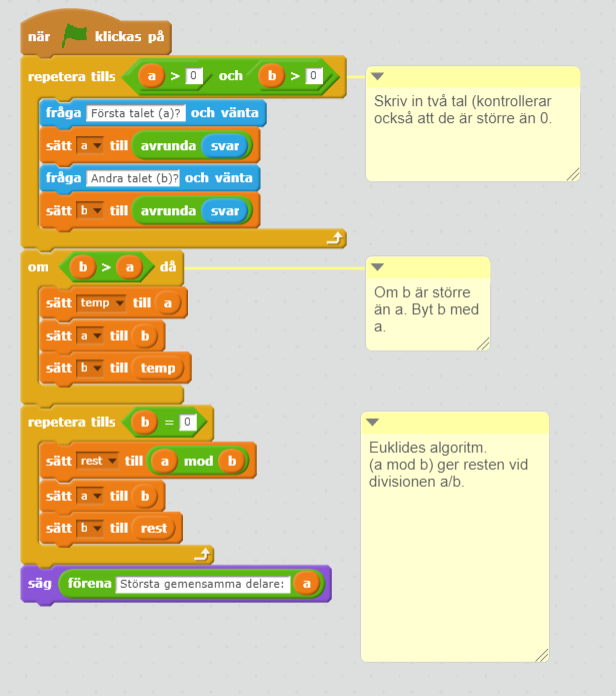 när klickas på
repetera tills a > 0 och b > 0
fråga Första talet (a)? och vänta
sätt a till avrunda svar
fråga Andra talet (b)? och vänta
sätt b till avrunda svar
Skriv in två tal (kontrollerar
också att de är större än 0.
om b > a då
sätt temp till a
sätt a till b
sätt b till temp
Om b är större
än a. Byt b med
a.
repetera tills b = 0
sätt rest till a mod b
sätt a till b
sätt b till rest
Euklides algoritm.
(a mod b) ger resten vid
divisionen a/b.
säg förena Största gemensamma delare: a